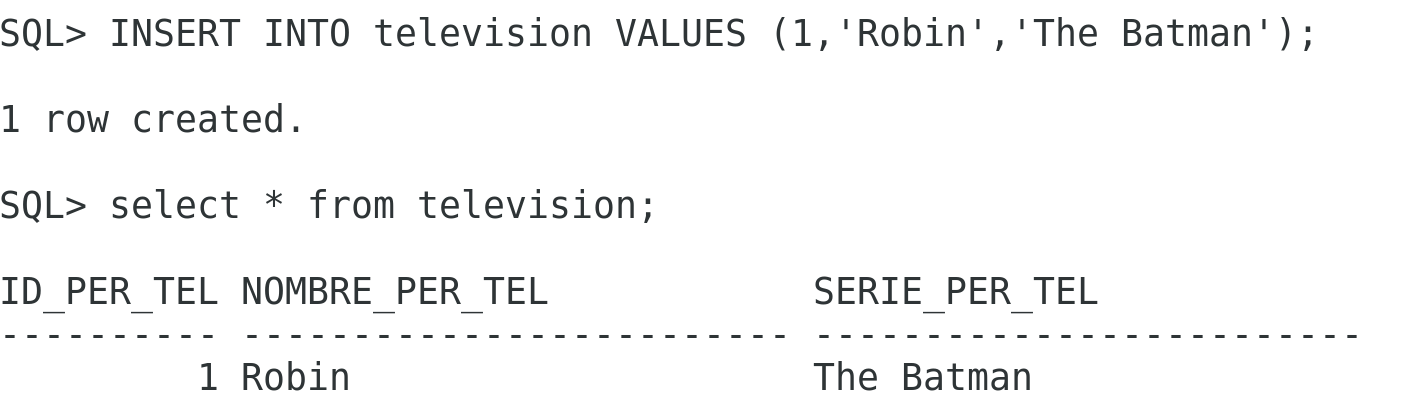 SQL> INSERT INTO television VALUES (1,'Robin','The Batman');
1 row created.
SQL> select * from television;
ID_PER_TEL NOMBRE_PER_TEL            SERIE_PER_TEL
---------- ------------------------- -------------------------
         1 Robin                     The Batman